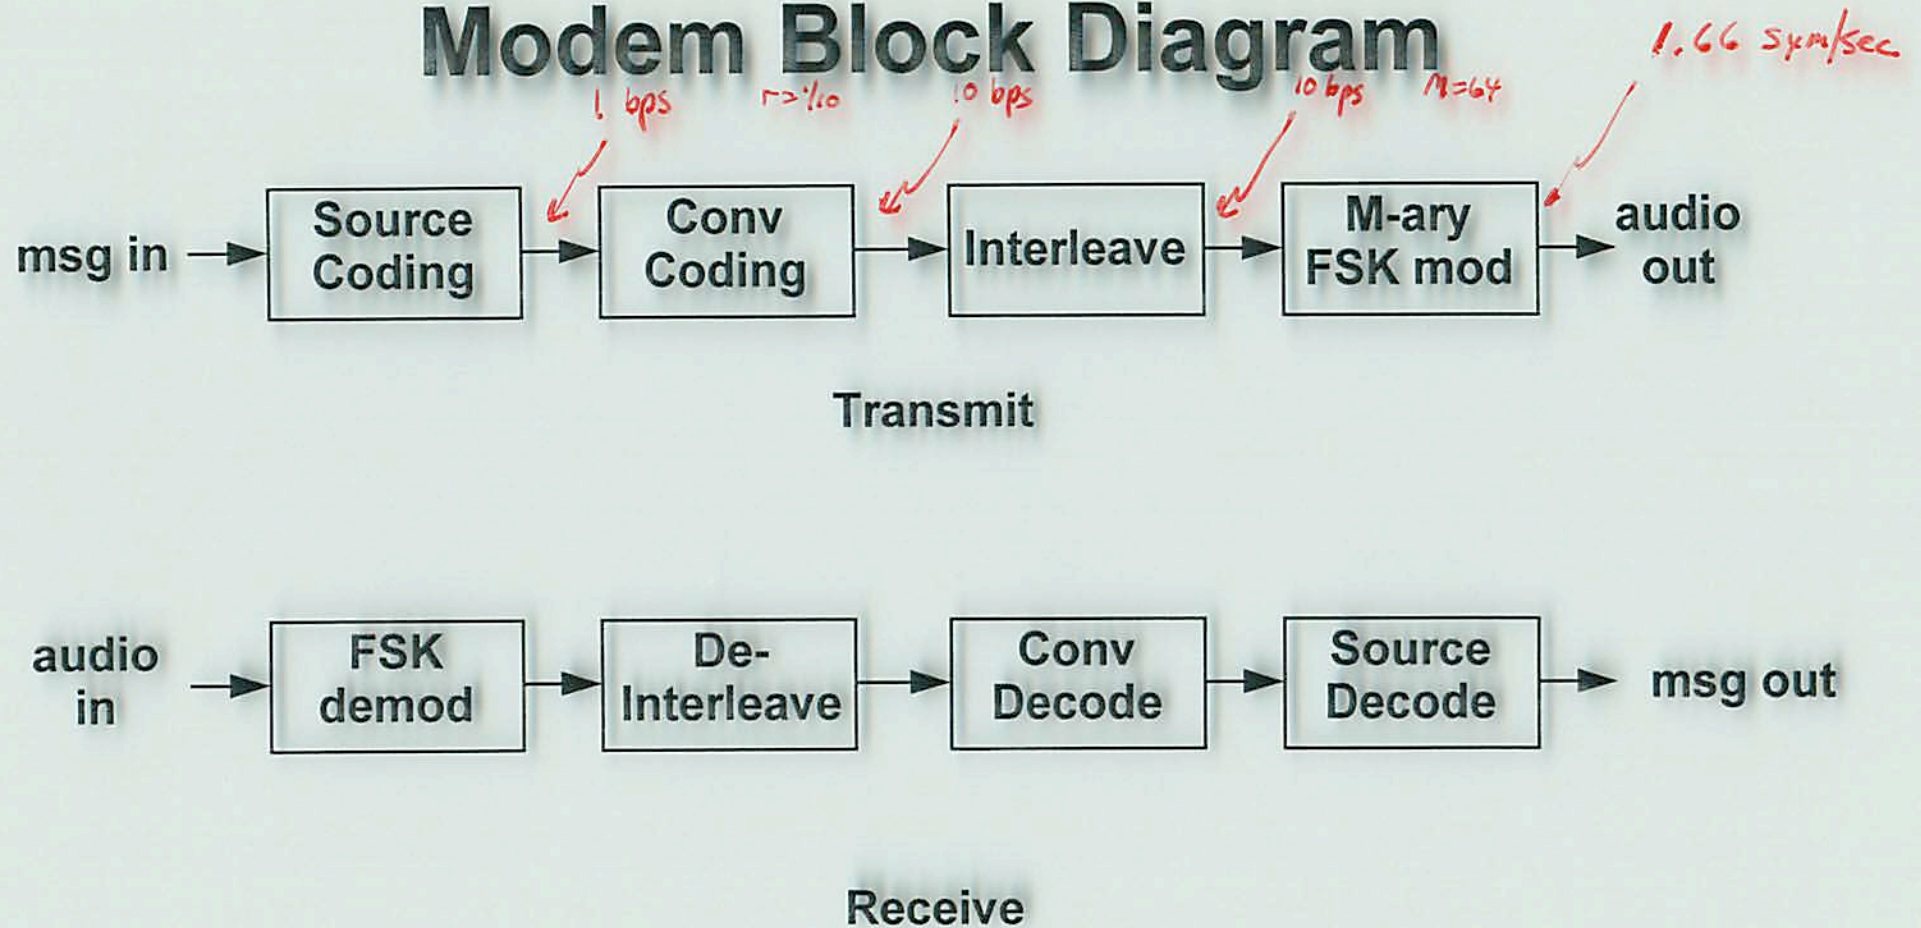 Modem Block Diagram
1.66 sym/sec
1 bps r=1/10 10 bps 10 bps M=64
msg in
Source
Coding
Conv
Coding
Interleave
M-ary
FSK mod
audio
out
Transmit
audio
in
FSK
demod
De-
Interleave
Conv
Decode
Source
Decode
msg out
Receive